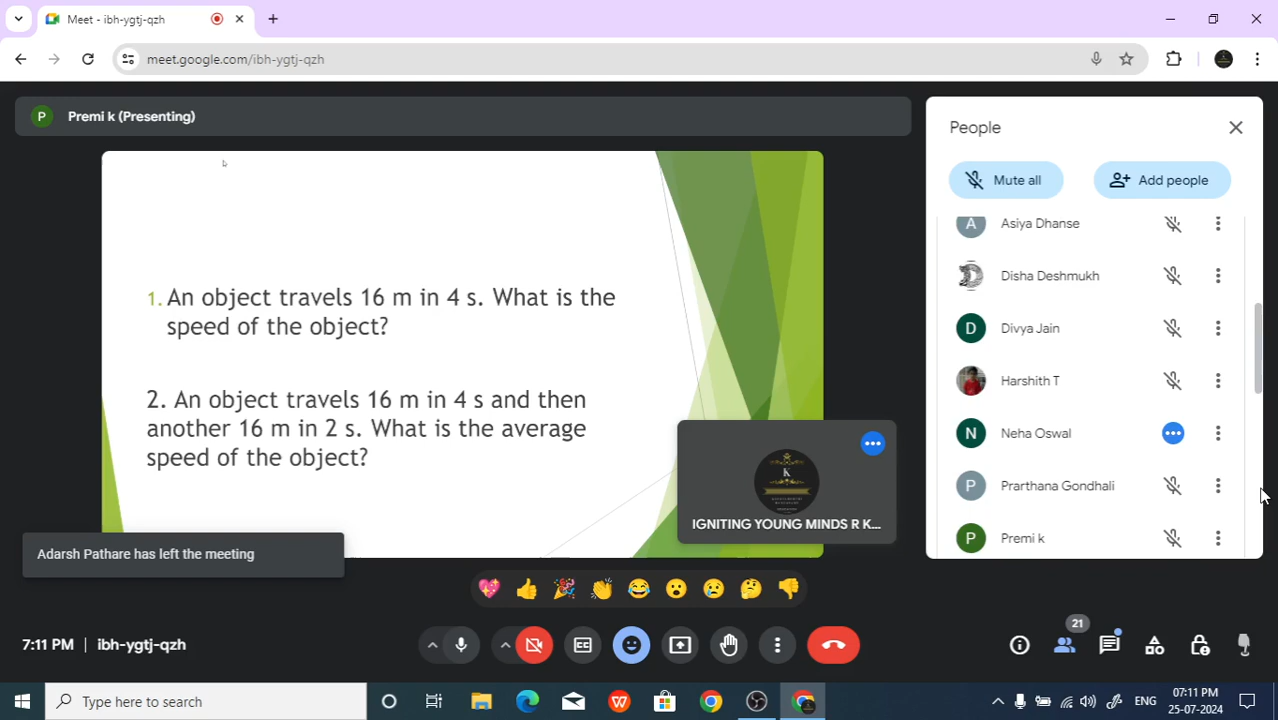 Meet - ibh-ygtj-qzh
meet.google.com/ibh-ygtj-qzh
P Premi k (Presenting)
1. An object travels 16 m in 4 s. What is the
speed of the object?
2. An object travels 16 m in 4 s and then
another 16 m in 2 s. What is the average
speed of the object?
K
IGNITING YOUNG MINDS R K...
Adarsh Pathare has left the meeting
People
Mute all
Add people
A Asiya Dhanse
Disha Deshmukh
D Divya Jain
Harshith T
N Neha Oswal
P Prarthana Gondhali
P Premi k
7:11 PM | ibh-ygtj-qzh
21
Type here to search
ENG
07:11 PM
25-07-2024